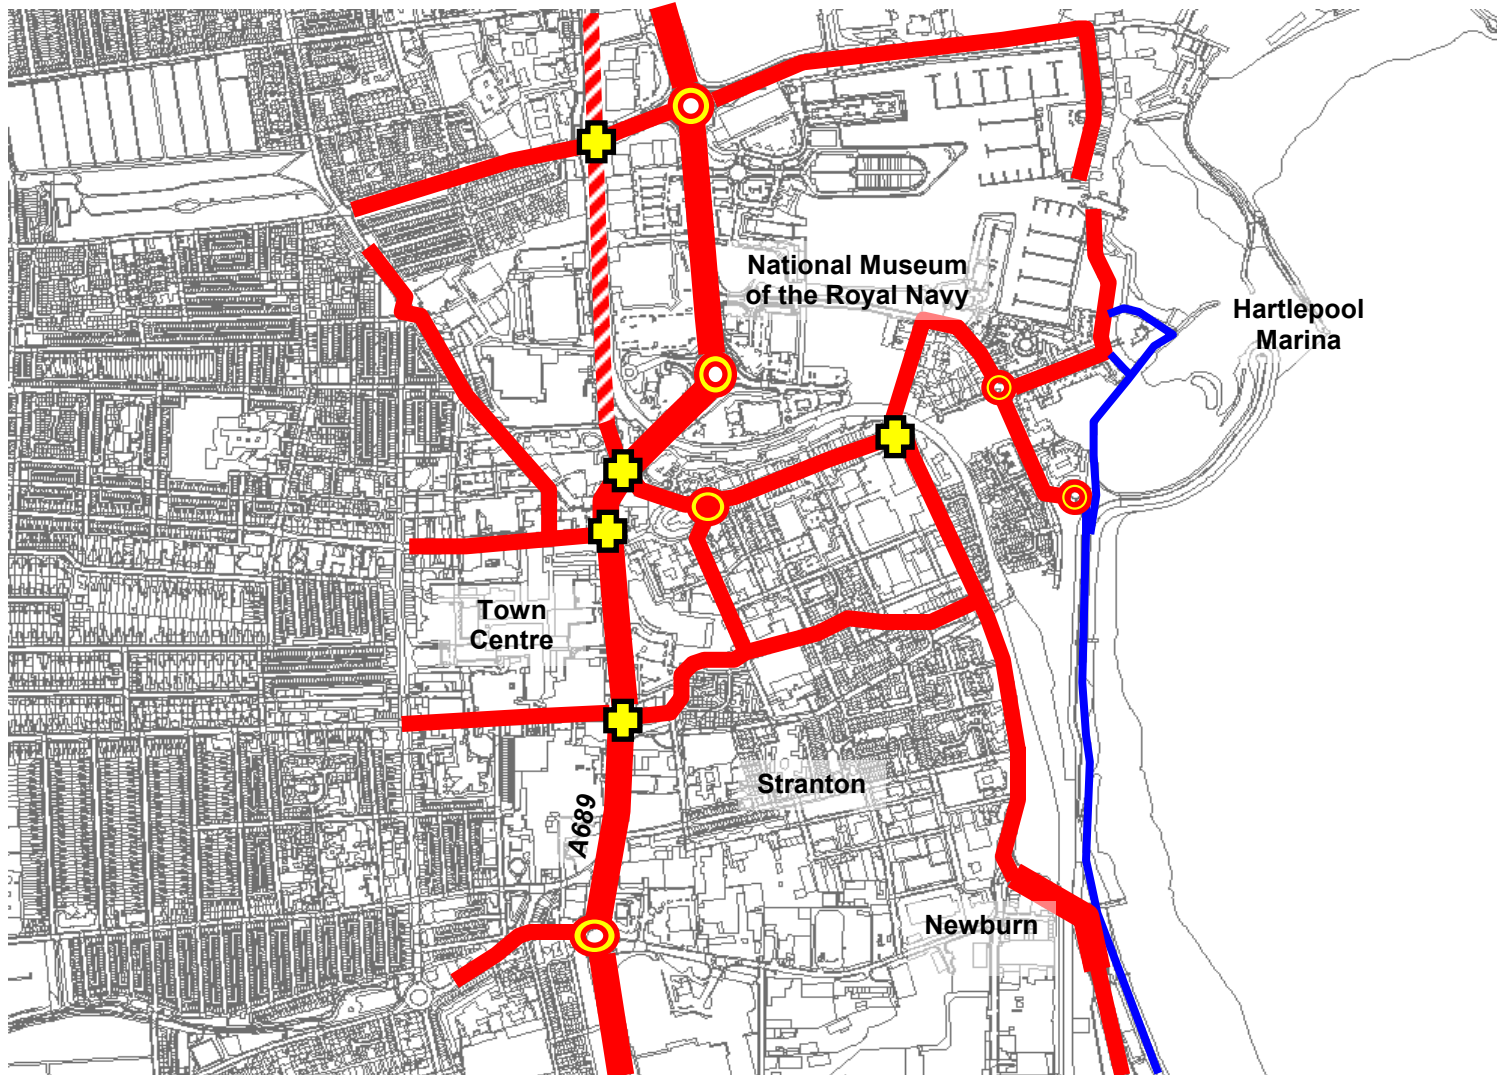 National Museum
of the Royal Navy
Hartlepool
Marina
Town
Centre
Stranton
A689
Newburn